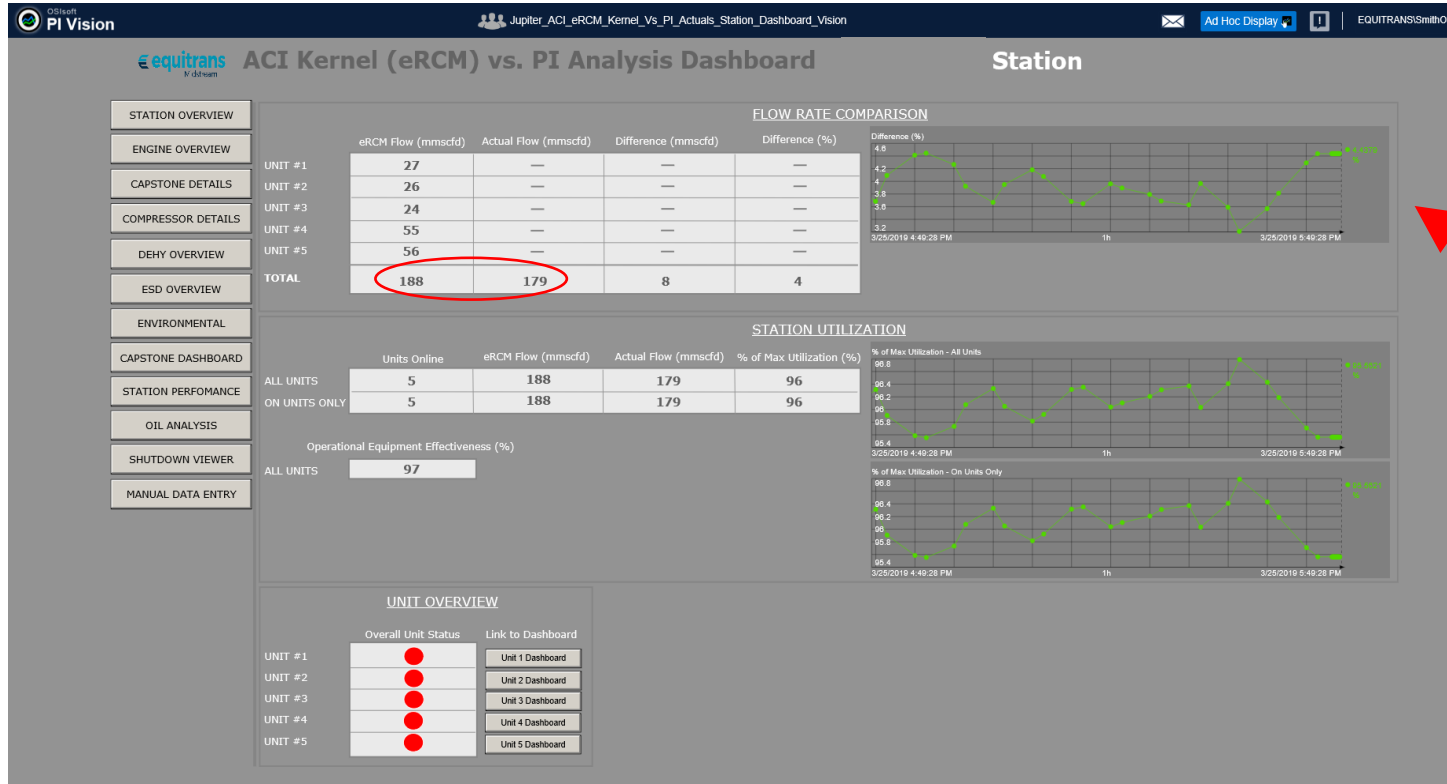 OSIsoft
PI Vision
Jupiter_ACI_eRCM_Kernel_Vs_PI_Actuals_Station_Dashboard_Vision
Ad Hoc Display
EQUITRANS\SmithO
equitrans
Midstream
ACI Kernel (eRCM) vs. PI Analysis Dashboard
Station
STATION OVERVIEW
ENGINE OVERVIEW
CAPSTONE DETAILS
COMPRESSOR DETAILS
DEHY OVERVIEW
ESD OVERVIEW
ENVIRONMENTAL
CAPSTONE DASHBOARD
STATION PERFOMANCE
OIL ANALYSIS
SHUTDOWN VIEWER
MANUAL DATA ENTRY
FLOW RATE COMPARISON
eRCM Flow (mmscfd) Actual Flow (mmscfd) Difference (mmscfd) Difference (%)
UNIT #1 27 — — —
UNIT #2 26 — — —
UNIT #3 24 — — —
UNIT #4 55 — — —
UNIT #5 56 — — —
TOTAL 188 179 8 4
Difference (%)
4.6
4.2
4
3.8
3.6
3.2
%
3/25/2019 4:49:28 PM 1h 3/25/2019 5:49:28 PM
STATION UTILIZATION
Units Online eRCM Flow (mmscfd) Actual Flow (mmscfd) % of Max Utilization (%)
ALL UNITS 5 188 179 96
ON UNITS ONLY 5 188 179 96
Operational Equipment Effectiveness (%)
ALL UNITS 97
% of Max Utilization - All Units
96.8
96.4
96.2
96
95.8
95.4
95.5821
%
3/25/2019 4:49:28 PM 1h 3/25/2019 5:49:28 PM
% of Max Utilization - On Units Only
96.8
96.4
96.2
96
95.8
95.4
95.5821
%
3/25/2019 4:49:28 PM 1h 3/25/2019 5:49:28 PM
UNIT OVERVIEW
Overall Unit Status Link to Dashboard
UNIT #1 Unit 1 Dashboard
UNIT #2 Unit 2 Dashboard
UNIT #3 Unit 3 Dashboard
UNIT #4 Unit 4 Dashboard
UNIT #5 Unit 5 Dashboard